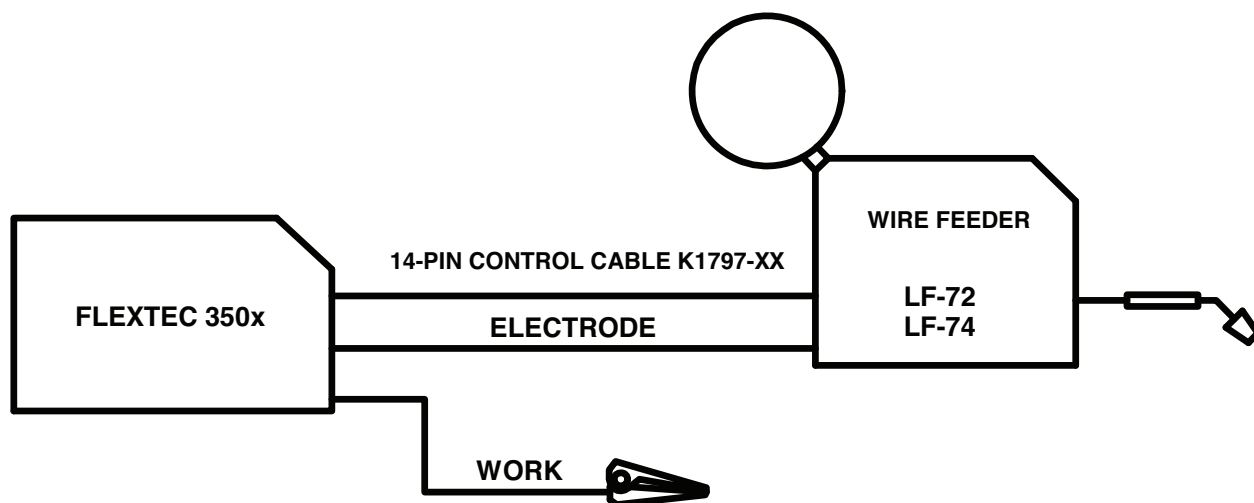 WIRE FEEDER
14-PIN CONTROL CABLE K1797-XX
FLEXTEC 350x
ELECTRODE
LF-72
LF-74
WORK